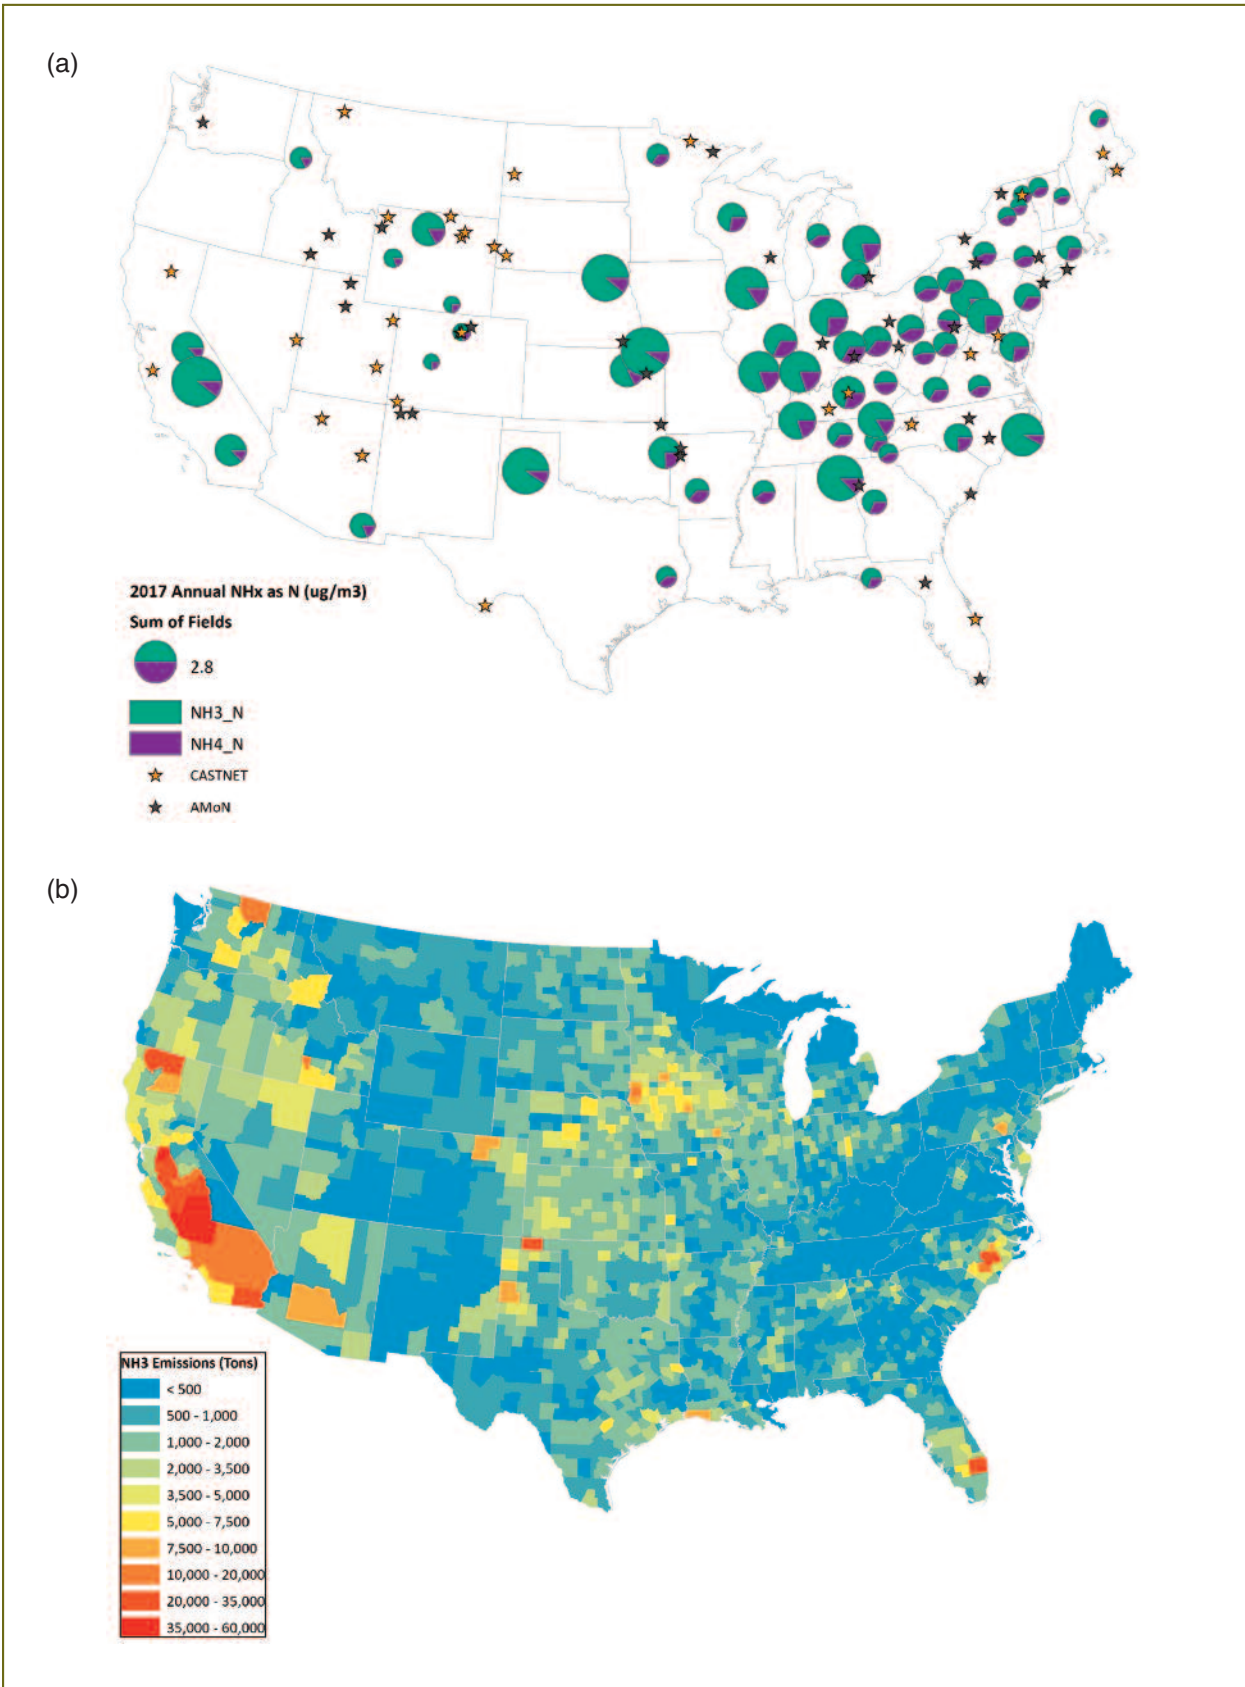 (a)
2017 Annual NHx as N (ug/m3)
Sum of Fields
2.8
NH3_N
NH4_N
CASTNET
AMoN
(b)
NH3 Emissions (Tons)
< 500
500 - 1,000
1,000 - 2,000
2,000 - 3,500
3,500 - 5,000
5,000 - 7,500
7,500 - 10,000
10,000 - 20,000
20,000 - 35,000
35,000 - 60,000